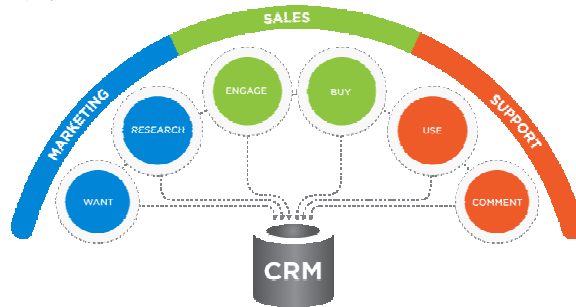 SALES
MARKETING
SUPPORT
ENGAGE
BUY
RESEARCH
USE
WANT
COMMENT
CRM